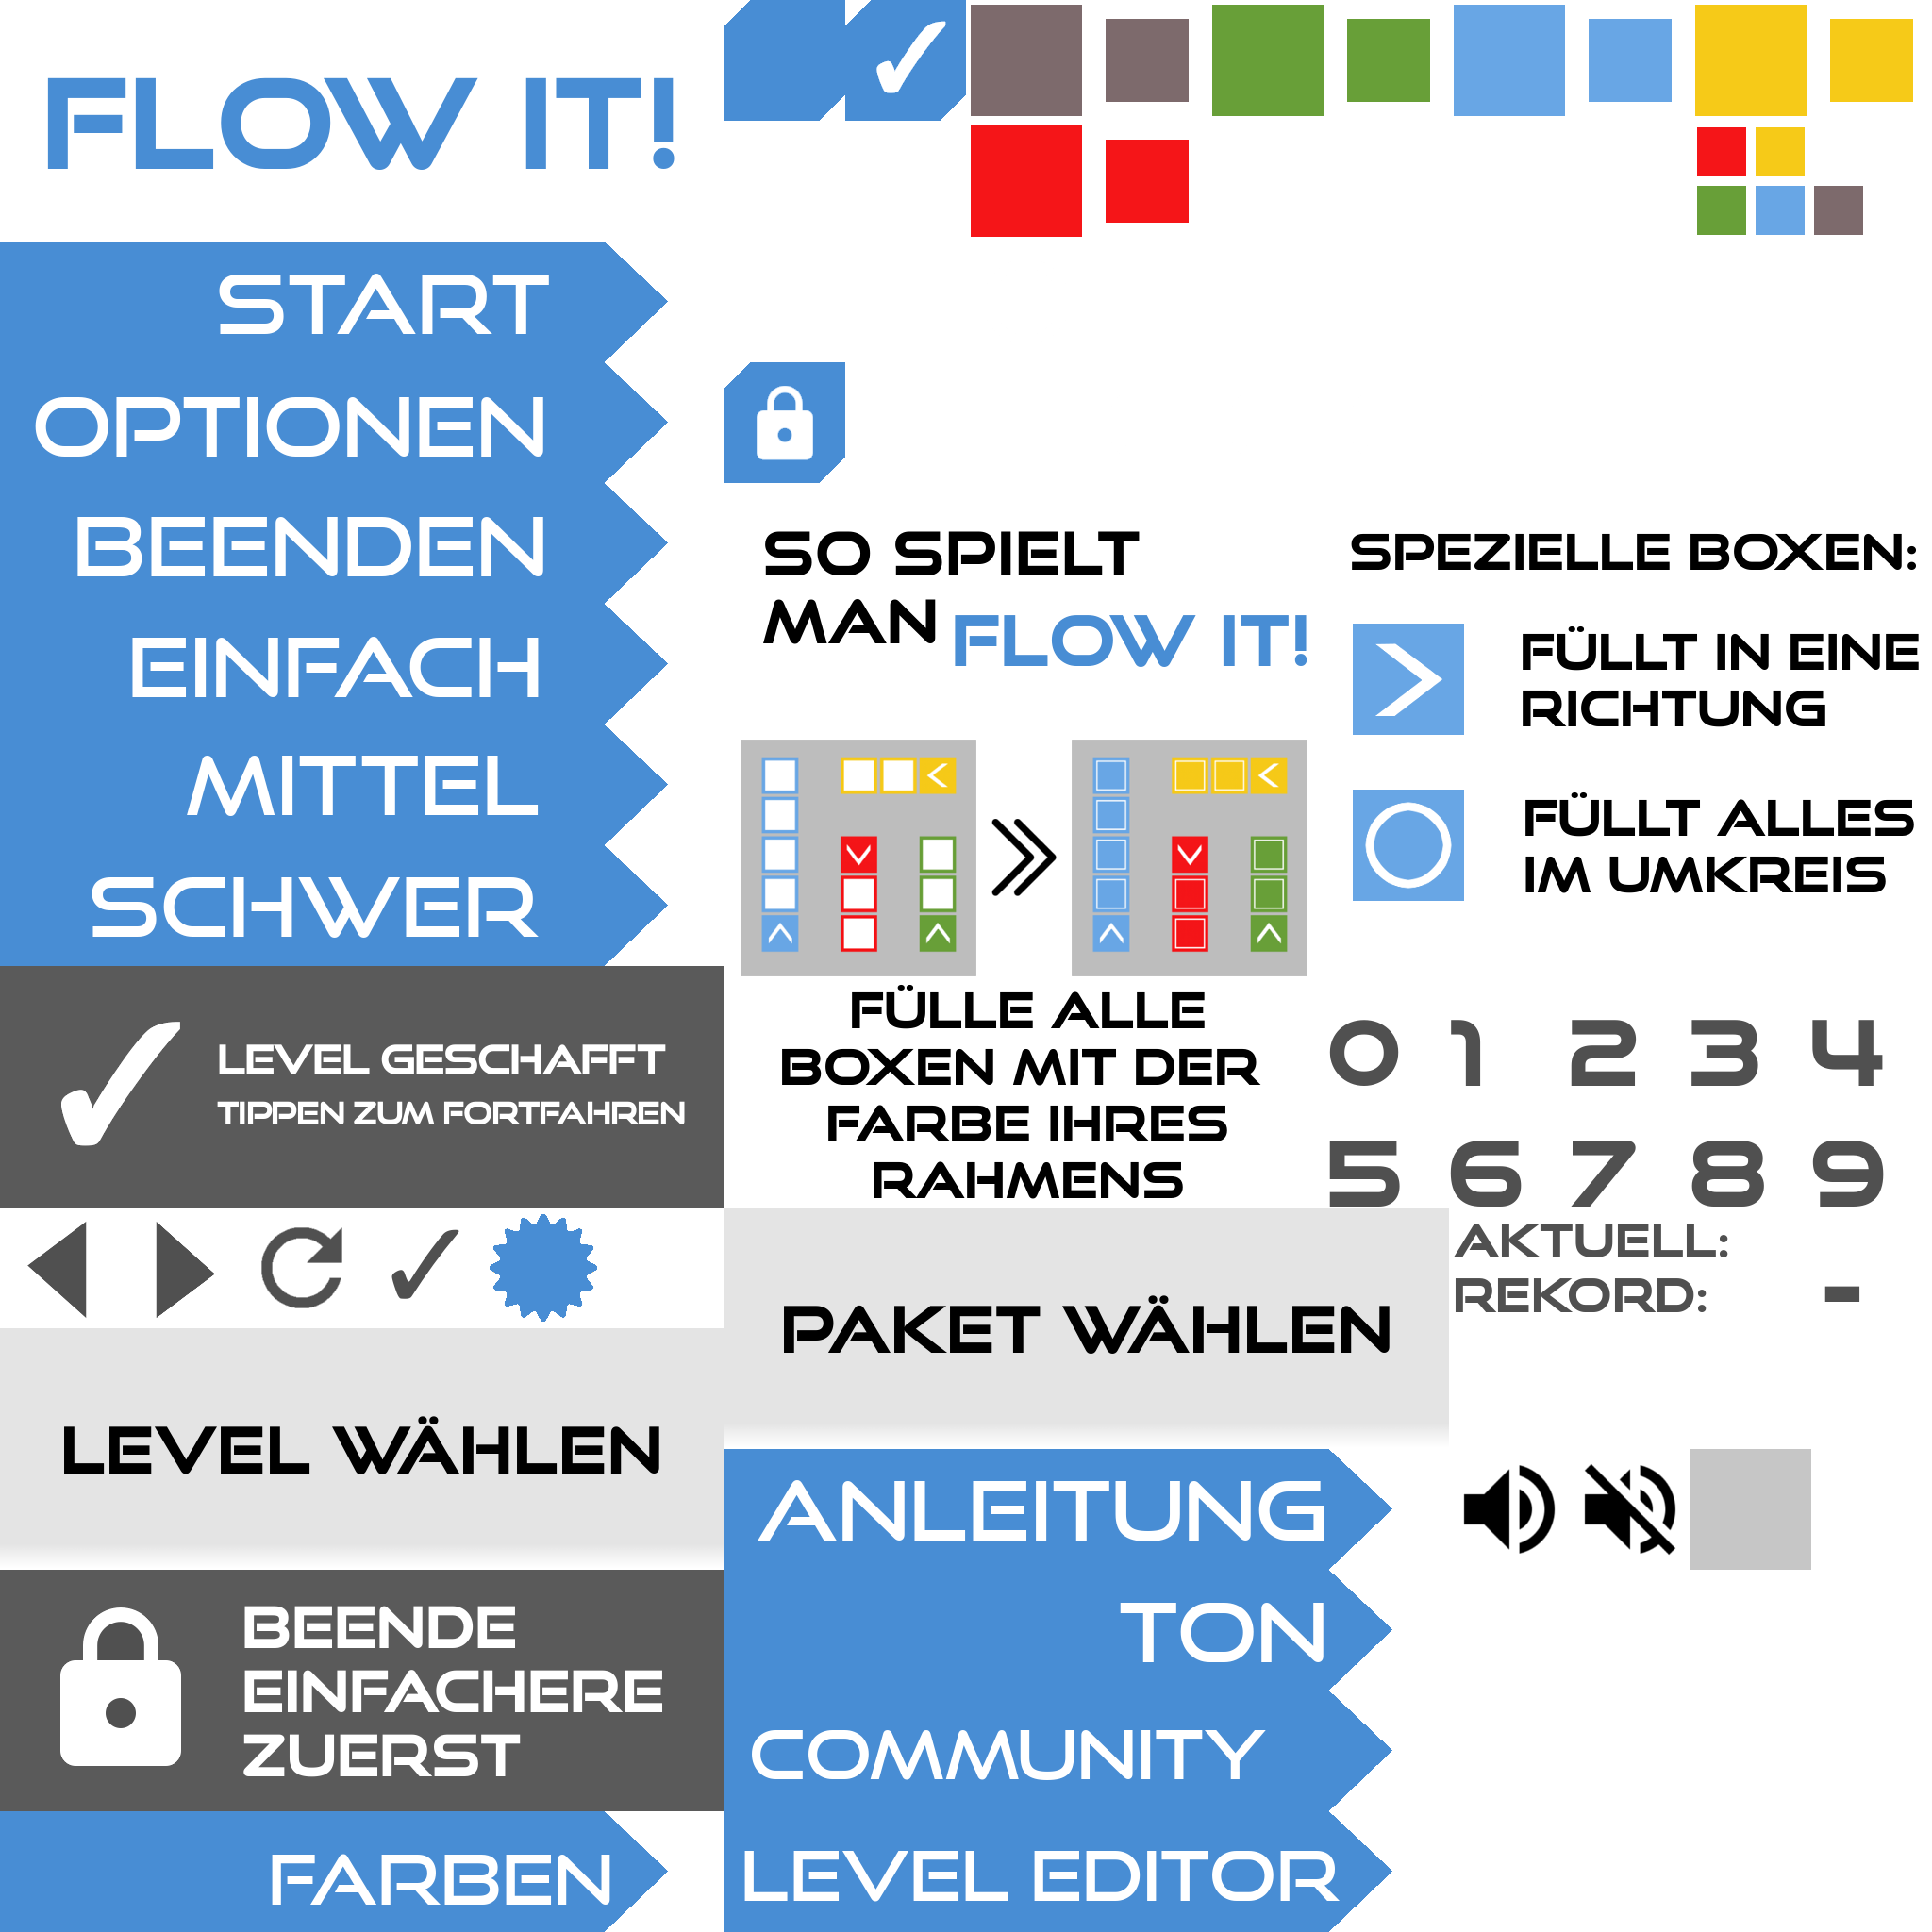 FLOW IT!
START
OPTIONEN
BEENDEN
EINFACH
MITTEL
SCHWER
LEVEL GESCHAFFT
TIPPEN ZUM FORTFAHREN
LEVEL WÄHLEN
BEENDE
EINFACHERE
ZUERST
FARBEN
SO SPIELT
MAN FLOW IT!
FÜLLE ALLE
BOXEN MIT DER
FARBE IHRES
RAHMENS
PAKET WÄHLEN
ANLEITUNG
TON
COMMUNITY
LEVEL EDITOR
SPEZIELLE BOXEN:
FÜLLT IN EINE
RICHTUNG
FÜLLT ALLES
IM UMKREIS
0 1 2 3 4
5 6 7 8 9
AKTUELL:
REKORD: -